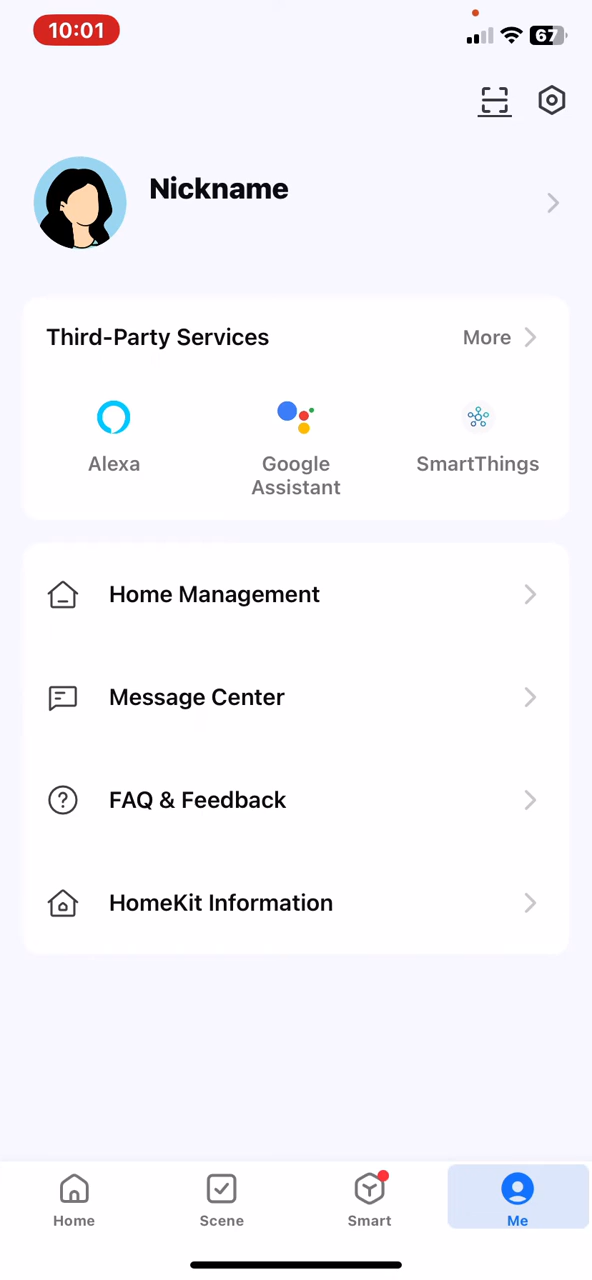 10:01
67
Nickname
Third-Party Services
More
Alexa
Google
Assistant
SmartThings
Home Management
Message Center
FAQ & Feedback
HomeKit Information
Home
Scene
Smart
Me